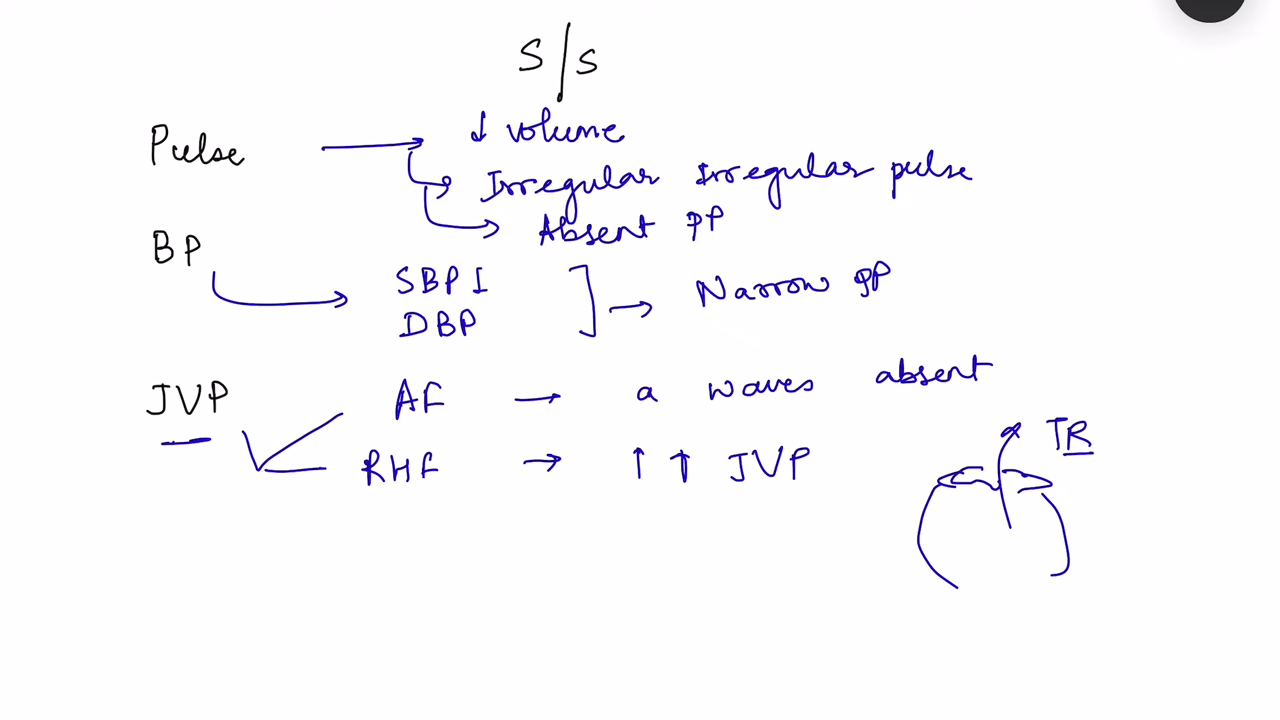 S/S
Pulse → ↓ volume
↳ Irregular Irregular pulse
↳ Absent PP
BP
→ SBP ↓ ] → Narrow PP
DBP
JVP AF → a waves absent
RHF → ↑ ↑ JVP
TR